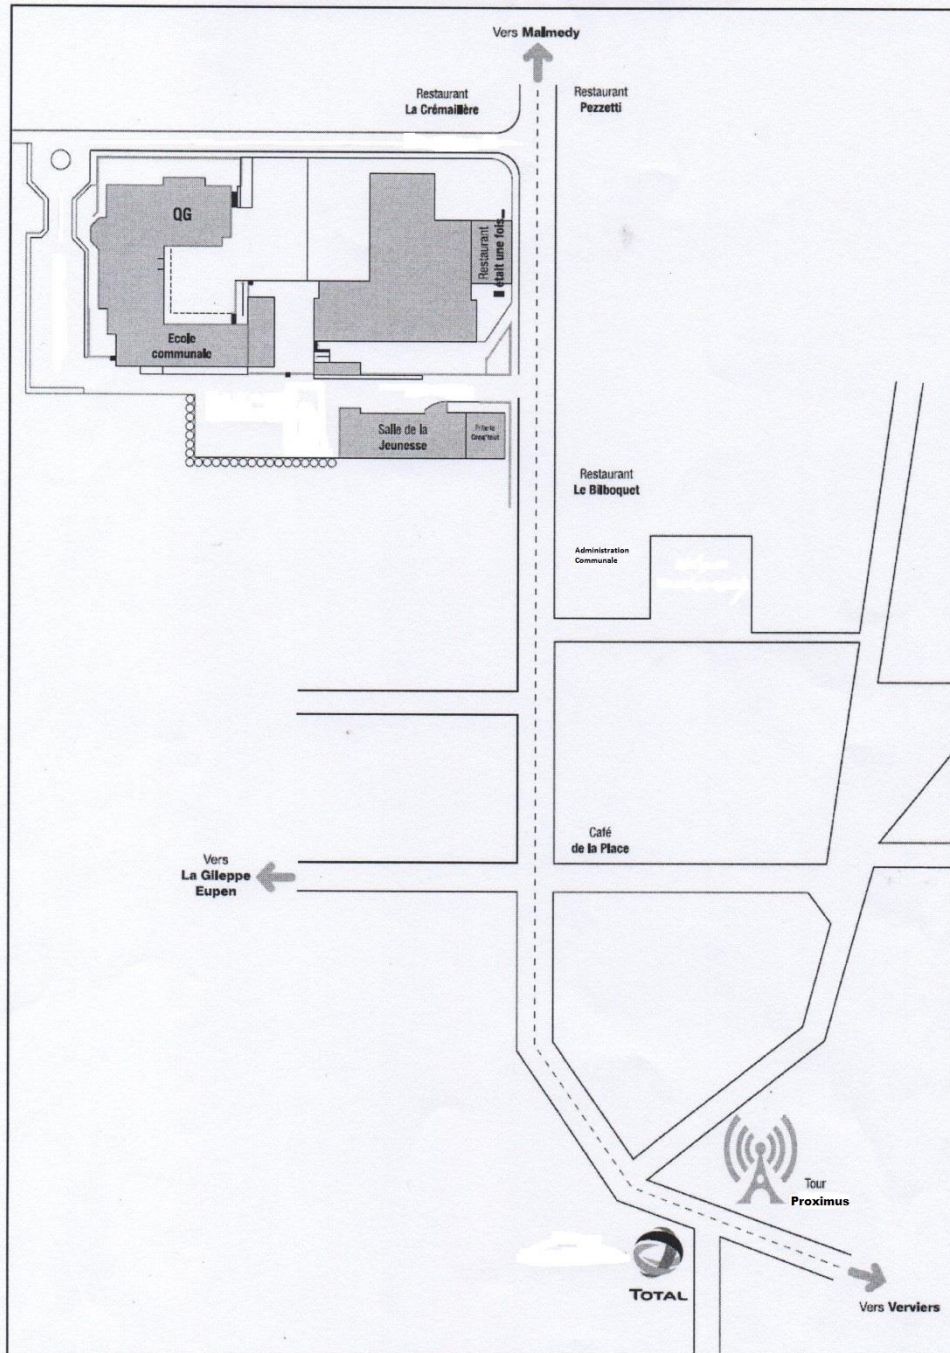 Vers Malmedy
Restaurant
La Crémaillère
Restaurant
Pezzetti
QG
Restaurant
était une fois...
Ecole
communale
Salle de la
Jeunesse
Restaurant
Le Bilboquet
Administration
Communale
Café
de la Place
Vers
La Gileppe
Eupen
Tour
Proximus
TOTAL
Vers Verviers